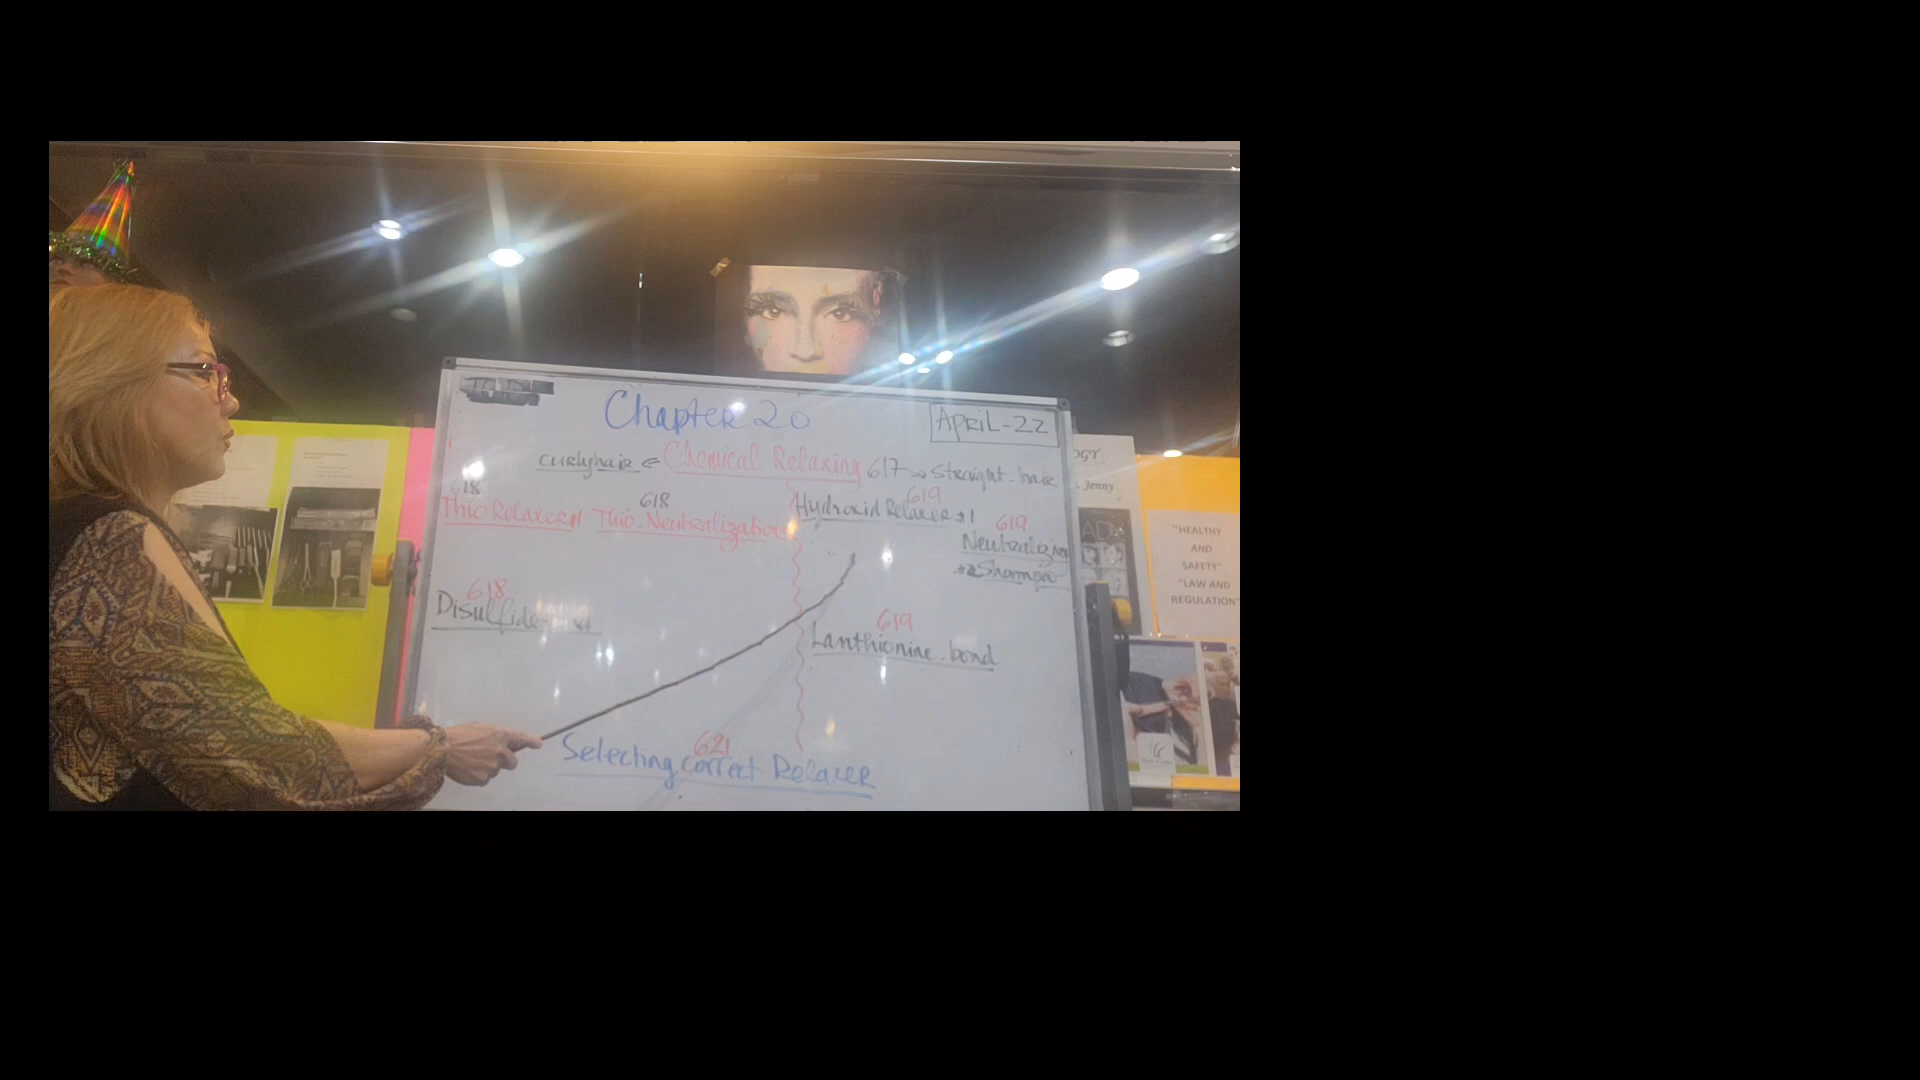 Chapter 20
APRIL-22
curlyhair ⇐ Chemical Relaxing 617 ⇒ Straight-hair
618
Thio Relaxer#1
618
Thio-Neutralization
619
Hydroxid Relaxer #1
619
Neutralizing
#2 Shampoo
618
Disulfide
619
Lanthionine-bond
621
Selecting correct Relaxer
Jenny
"HEALTHY
AND
SAFETY"
"LAW AND
REGULATION"